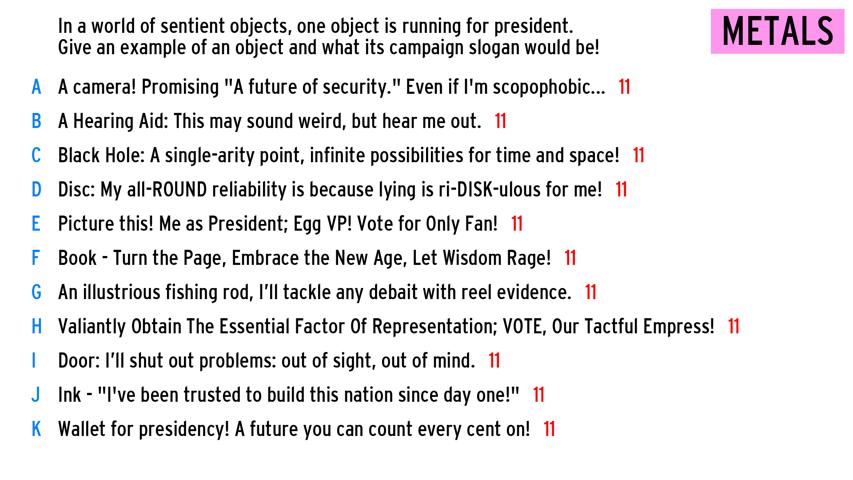 In a world of sentient objects, one object is running for president.
Give an example of an object and what its campaign slogan would be!
METALS
A A camera! Promising "A future of security." Even if I'm scopophobic... 11
B A Hearing Aid: This may sound weird, but hear me out. 11
C Black Hole: A single-arity point, infinite possibilities for time and space! 11
D Disc: My all-ROUND reliability is because lying is ri-DISK-ulous for me! 11
E Picture this! Me as President; Egg VP! Vote for Only Fan! 11
F Book - Turn the Page, Embrace the New Age, Let Wisdom Rage! 11
G An illustrious fishing rod, I’ll tackle any debait with reel evidence. 11
H Valiantly Obtain The Essential Factor Of Representation; VOTE, Our Tactful Empress! 11
I Door: I’ll shut out problems: out of sight, out of mind. 11
J Ink - "I've been trusted to build this nation since day one!" 11
K Wallet for presidency! A future you can count every cent on! 11